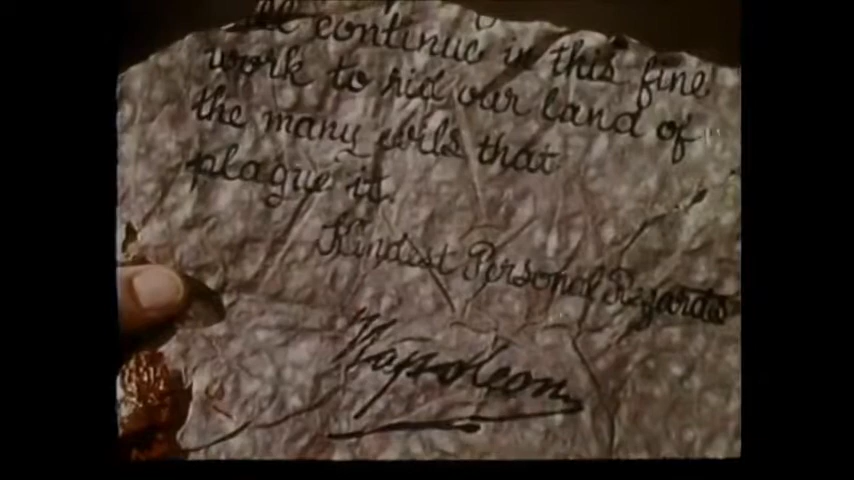 continue in this fine
work to rid our land of
the many evils that
plague it.
Kindest Personal Regards
Napoleon